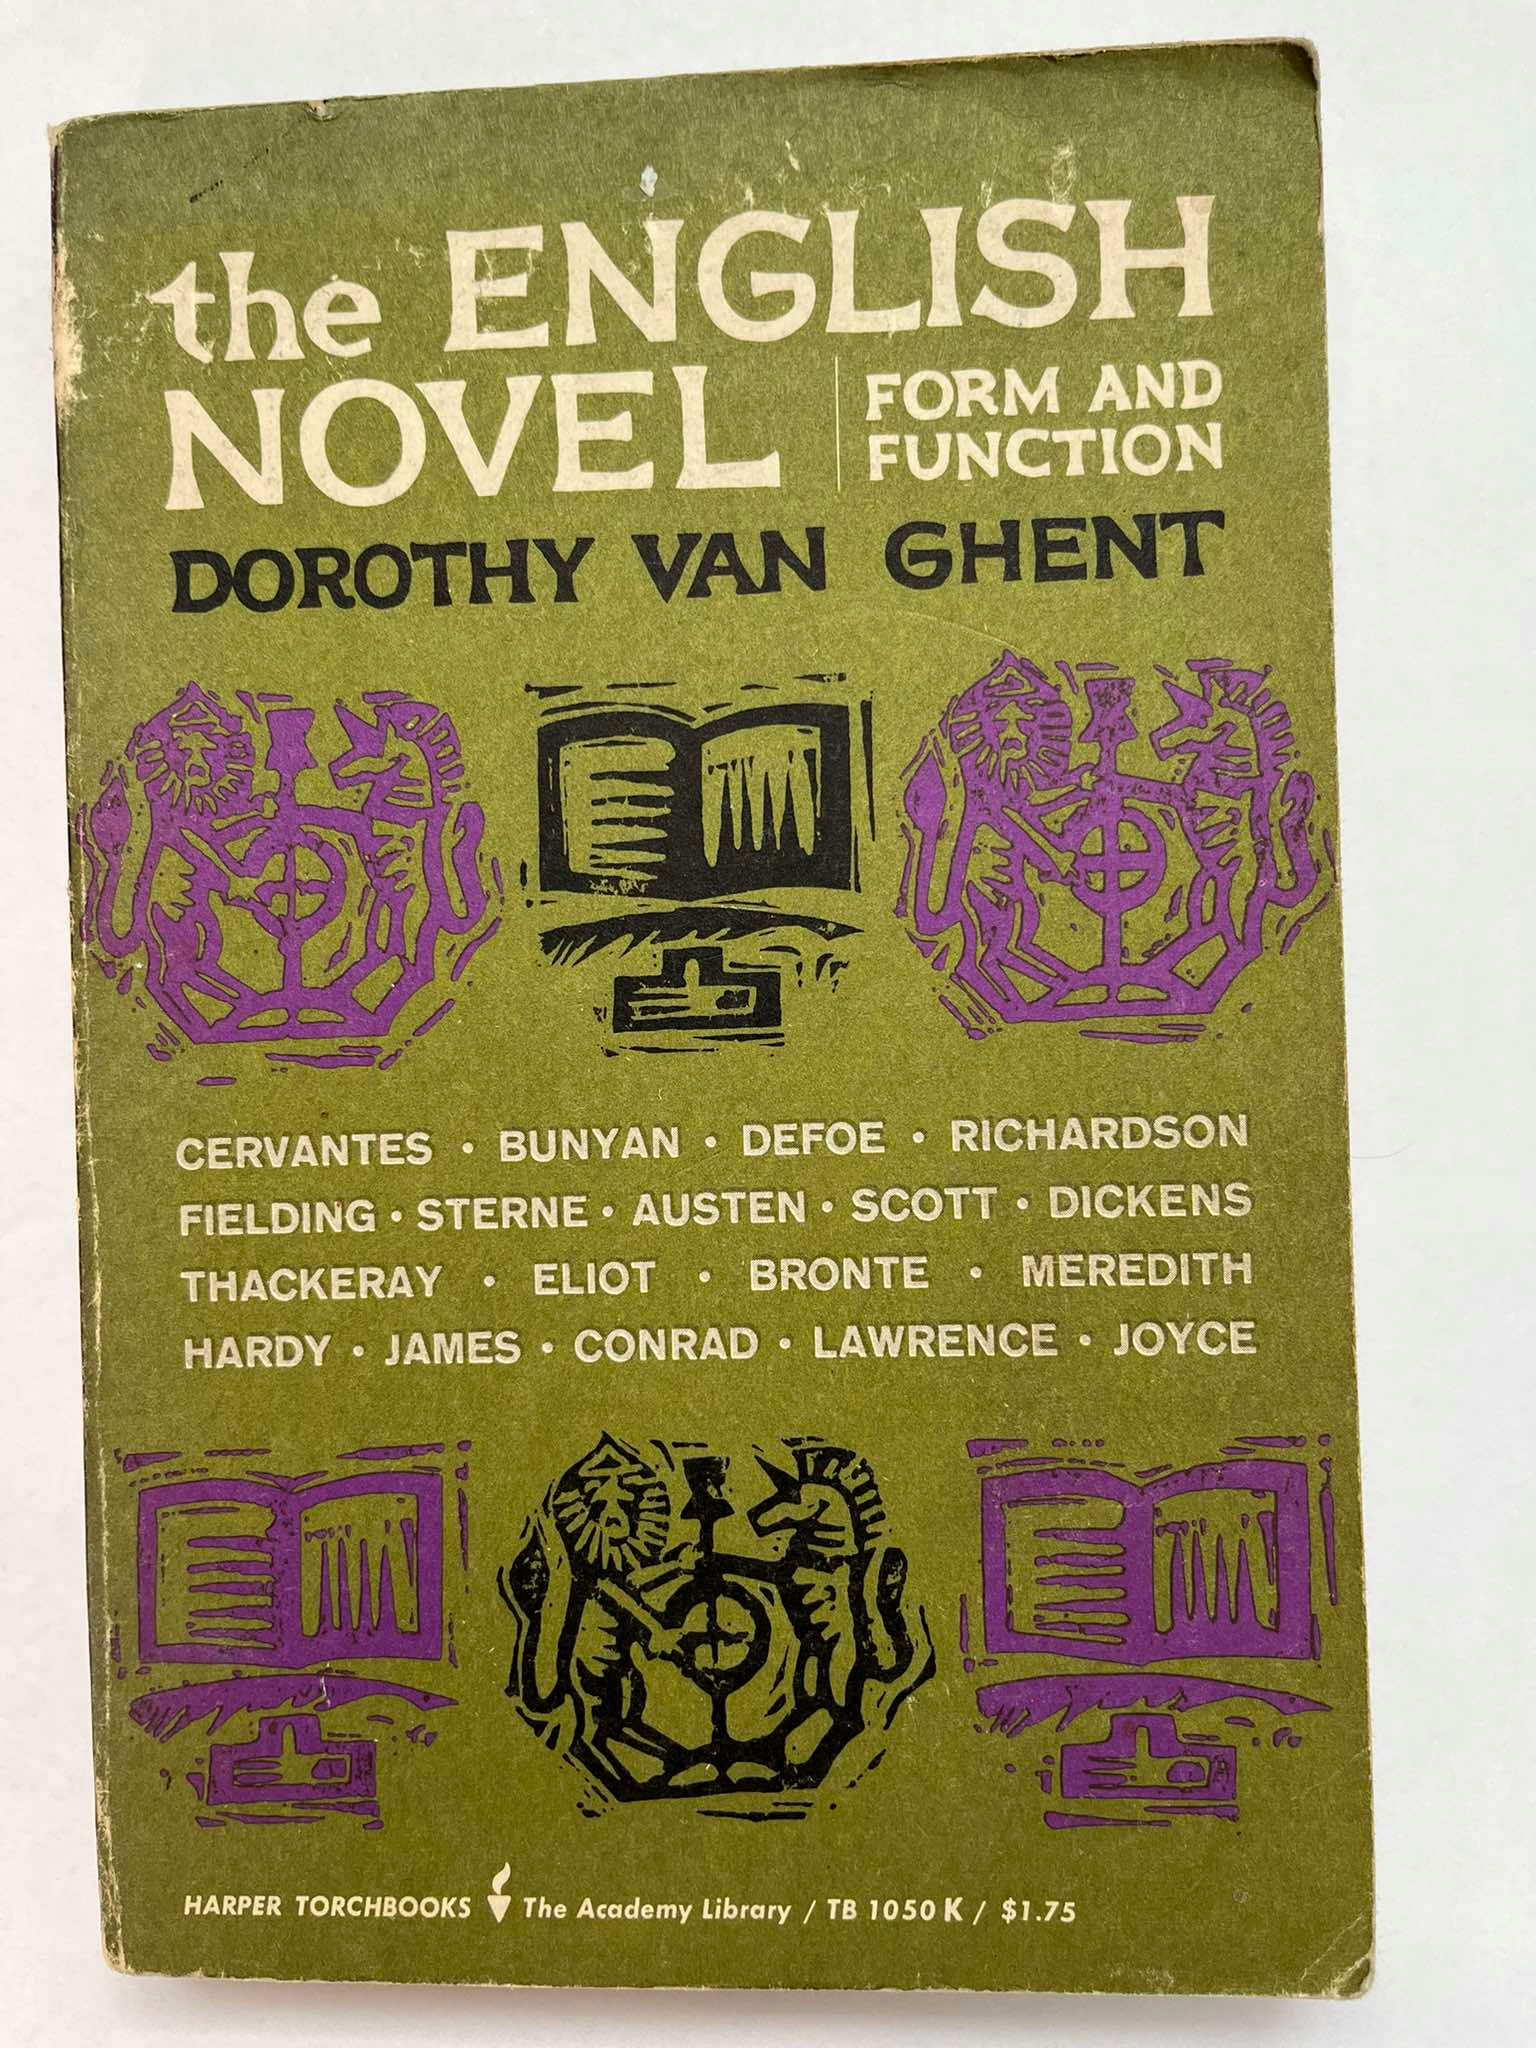 the ENGLISH
NOVEL
FORM AND
FUNCTION
DOROTHY VAN GHENT
CERVANTES • BUNYAN • DEFOE • RICHARDSON
FIELDING • STERNE • AUSTEN • SCOTT • DICKENS
THACKERAY • ELIOT • BRONTE • MEREDITH
HARDY • JAMES • CONRAD • LAWRENCE • JOYCE
HARPER TORCHBOOKS The Academy Library / TB 1050 K / $1.75